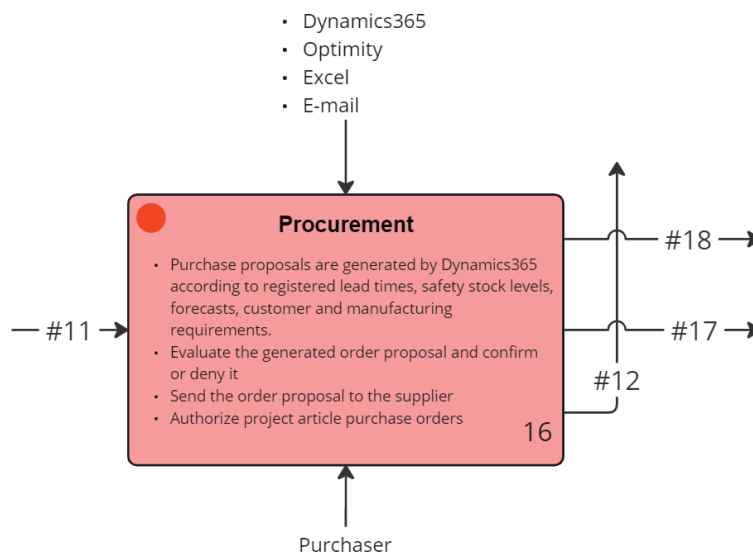 • Dynamics365
• Optimity
• Excel
• E-mail
Procurement
• Purchase proposals are generated by Dynamics365
according to registered lead times, safety stock levels,
forecasts, customer and manufacturing
requirements.
• Evaluate the generated order proposal and confirm
or deny it
• Send the order proposal to the supplier
• Authorize project article purchase orders
16
#11
#18
#17
#12
Purchaser